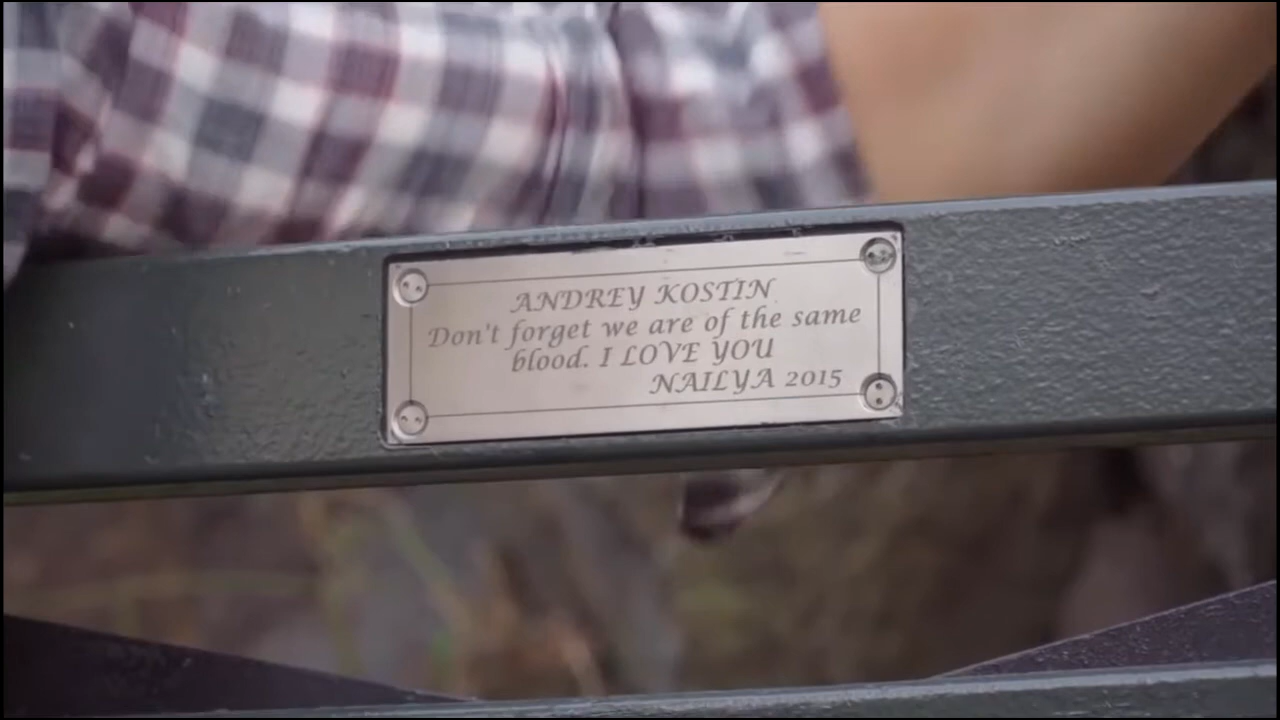 ANDREY KOSTIN
Don't forget we are of the same
blood. I LOVE YOU
NAILYA 2015